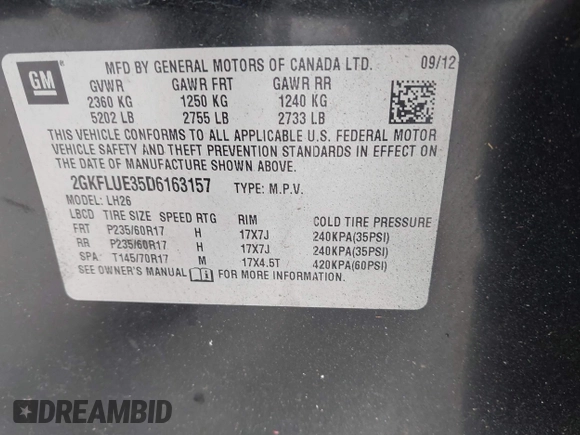 GM
MFD BY GENERAL MOTORS OF CANADA LTD. 09/12
GVWR GAWR FRT GAWR RR
2360 KG 1250 KG 1240 KG
5202 LB 2755 LB 2733 LB
THIS VEHICLE CONFORMS TO ALL APPLICABLE U.S. FEDERAL MOTOR
VEHICLE SAFETY AND THEFT PREVENTION STANDARDS IN EFFECT ON
THE DATE OF MANUFACTURE SHOWN ABOVE.
2GKFLUE35D6163157 TYPE: M.P.V.
MODEL: LH26
LBCD TIRE SIZE SPEED RTG RIM COLD TIRE PRESSURE
FRT P235/60R17 H 17X7J 240KPA(35PSI)
RR P235/60R17 H 17X7J 240KPA(35PSI)
SPA T145/70R17 M 17X4.5T 420KPA(60PSI)
SEE OWNER'S MANUAL FOR MORE INFORMATION.
DREAMBID